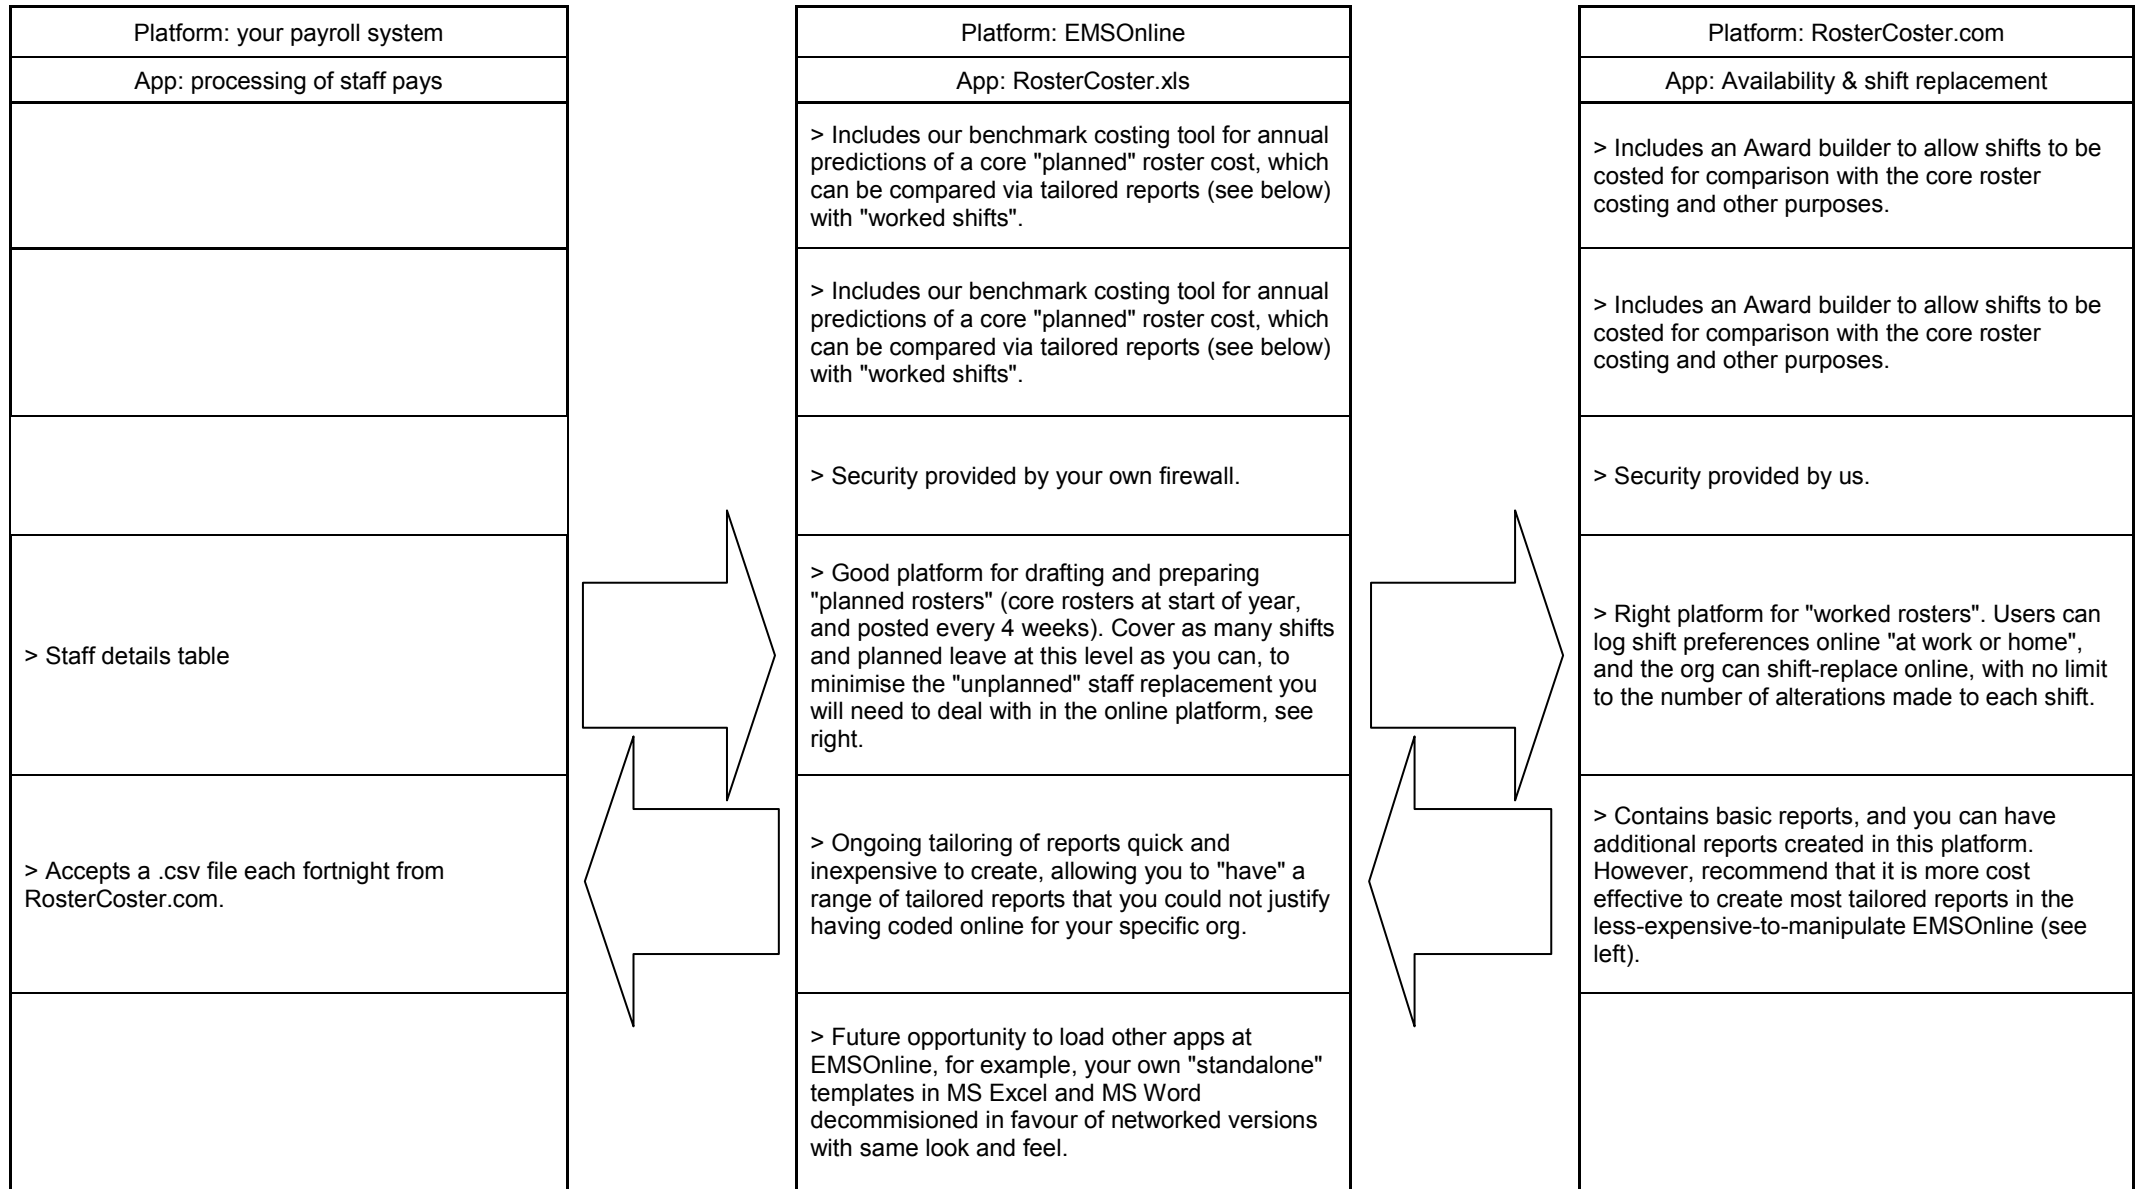 Platform: your payroll system
App: processing of staff pays
> Staff details table
> Accepts a .csv file each fortnight from
RosterCoster.com.
Platform: EMSOnline
App: RosterCoster.xls
> Includes our benchmark costing tool for annual
predictions of a core "planned" roster cost, which
can be compared via tailored reports (see below)
with "worked shifts".
> Includes our benchmark costing tool for annual
predictions of a core "planned" roster cost, which
can be compared via tailored reports (see below)
with "worked shifts".
> Security provided by your own firewall.
> Good platform for drafting and preparing
"planned rosters" (core rosters at start of year,
and posted every 4 weeks). Cover as many shifts
and planned leave at this level as you can, to
minimise the "unplanned" staff replacement you
will need to deal with in the online platform, see
right.
> Ongoing tailoring of reports quick and
inexpensive to create, allowing you to "have" a
range of tailored reports that you could not justify
having coded online for your specific org.
> Future opportunity to load other apps at
EMSOnline, for example, your own "standalone"
templates in MS Excel and MS Word
decommisioned in favour of networked versions
with same look and feel.
Platform: RosterCoster.com
App: Availability & shift replacement
> Includes an Award builder to allow shifts to be
costed for comparison with the core roster
costing and other purposes.
> Includes an Award builder to allow shifts to be
costed for comparison with the core roster
costing and other purposes.
> Security provided by us.
> Right platform for "worked rosters". Users can
log shift preferences online "at work or home",
and the org can shift-replace online, with no limit
to the number of alterations made to each shift.
> Contains basic reports, and you can have
additional reports created in this platform.
However, recommend that it is more cost
effective to create most tailored reports in the
less-expensive-to-manipulate EMSOnline (see
left).